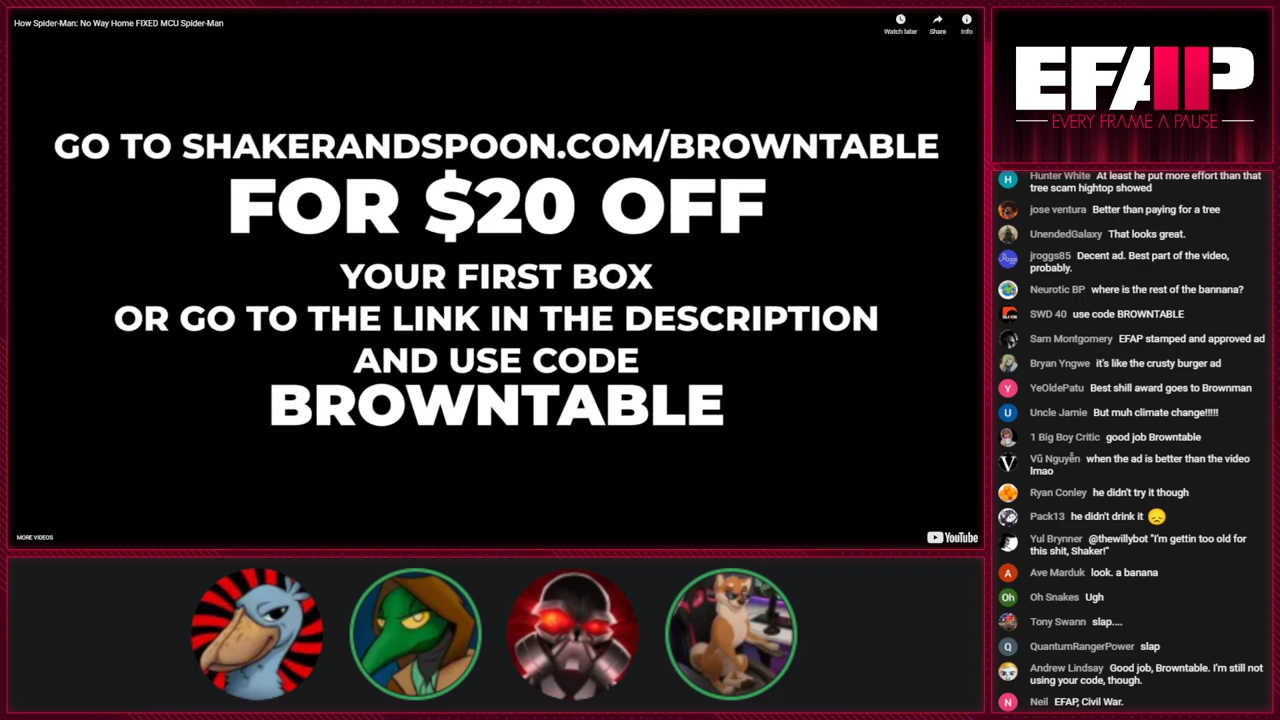 How Spider-Man: No Way Home FIXED MCU Spider-Man
Watch later
Share
Info
GO TO SHAKERANDSPOON.COM/BROWNTABLE
FOR $20 OFF
YOUR FIRST BOX
OR GO TO THE LINK IN THE DESCRIPTION
AND USE CODE
BROWNTABLE
MORE VIDEOS
YouTube
EFAP
EVERY FRAME A PAUSE
H Hunter White At least he put more effort than that
tree scam hightop showed
jose ventura Better than paying for a tree
UnendedGalaxy That looks great.
jroggs85 Decent ad. Best part of the video,
probably.
Neurotic BP where is the rest of the bannana?
SWD 40 use code BROWNTABLE
Sam Montgomery EFAP stamped and approved ad
Bryan Yngwe it's like the crusty burger ad
Y YeOldePatu Best shill award goes to Brownman
U Uncle Jamie But muh climate change!!!!!
1 Big Boy Critic good job Browntable
V Vũ Nguyễn when the ad is better than the video
lmao
Ryan Conley he didn't try it though
Pack13 he didn't drink it 😞
Yul Brynner @thewillybot "I'm gettin too old for
this shit, Shaker!"
A Ave Marduk look. a banana
Oh Oh Snakes Ugh
Tony Swann slap....
Q QuantumRangerPower slap
Andrew Lindsay Good job, Browntable. I'm still not
using your code, though.
N Neil EFAP, Civil War.